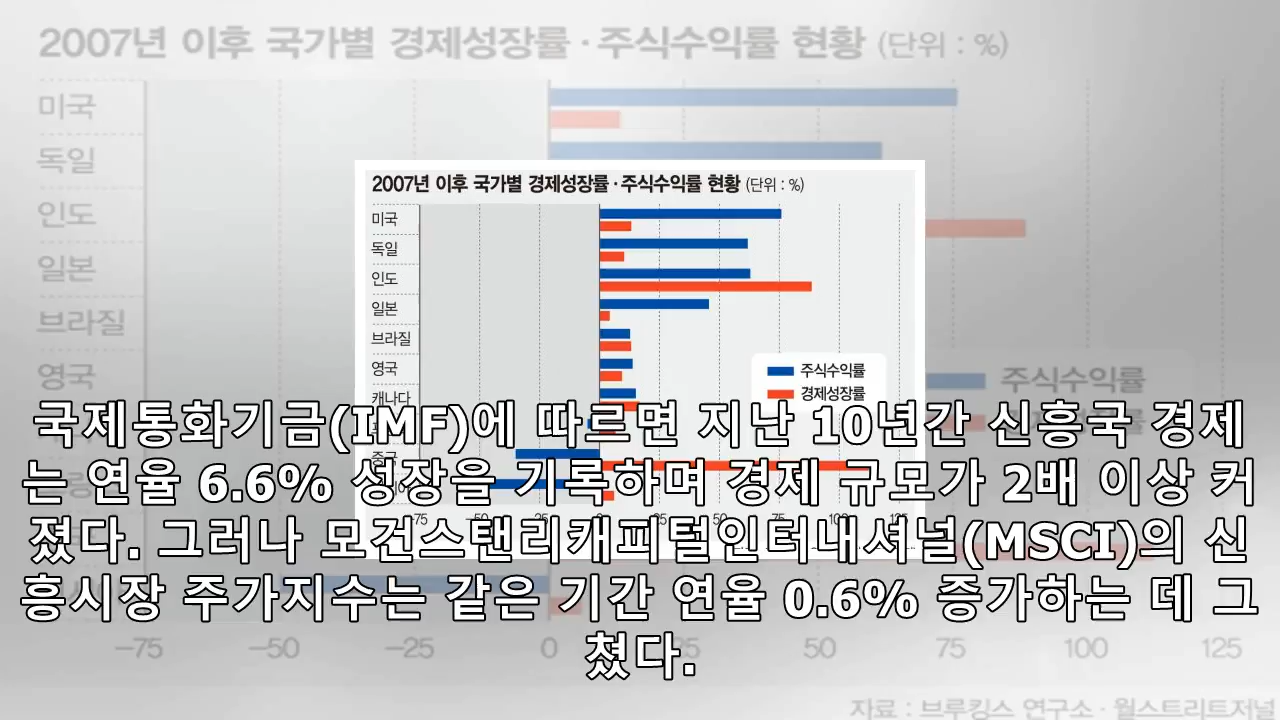 2007년 이후 국가별 경제성장률·주식수익률 현황 (단위 : %)
미국
독일
인도
일본
브라질
영국
주식수익률
2007년 이후 국가별 경제성장률·주식수익률 현황 (단위 : %)
미국
독일
인도
일본
브라질
영국
캐나다
중국
주식수익률
경제성장률
국제통화기금(IMF)에 따르면 지난 10년간 신흥국 경제
는 연율 6.6% 성장을 기록하며 경제 규모가 2배 이상 커
졌다. 그러나 모건스탠리캐피털인터내셔널(MSCI)의 신
흥시장 주가지수는 같은 기간 연율 0.6% 증가하는 데 그
쳤다.
-75 -50 -25 0 25 50 75 100 125
자료 : 브루킹스 연구소·월스트리트저널